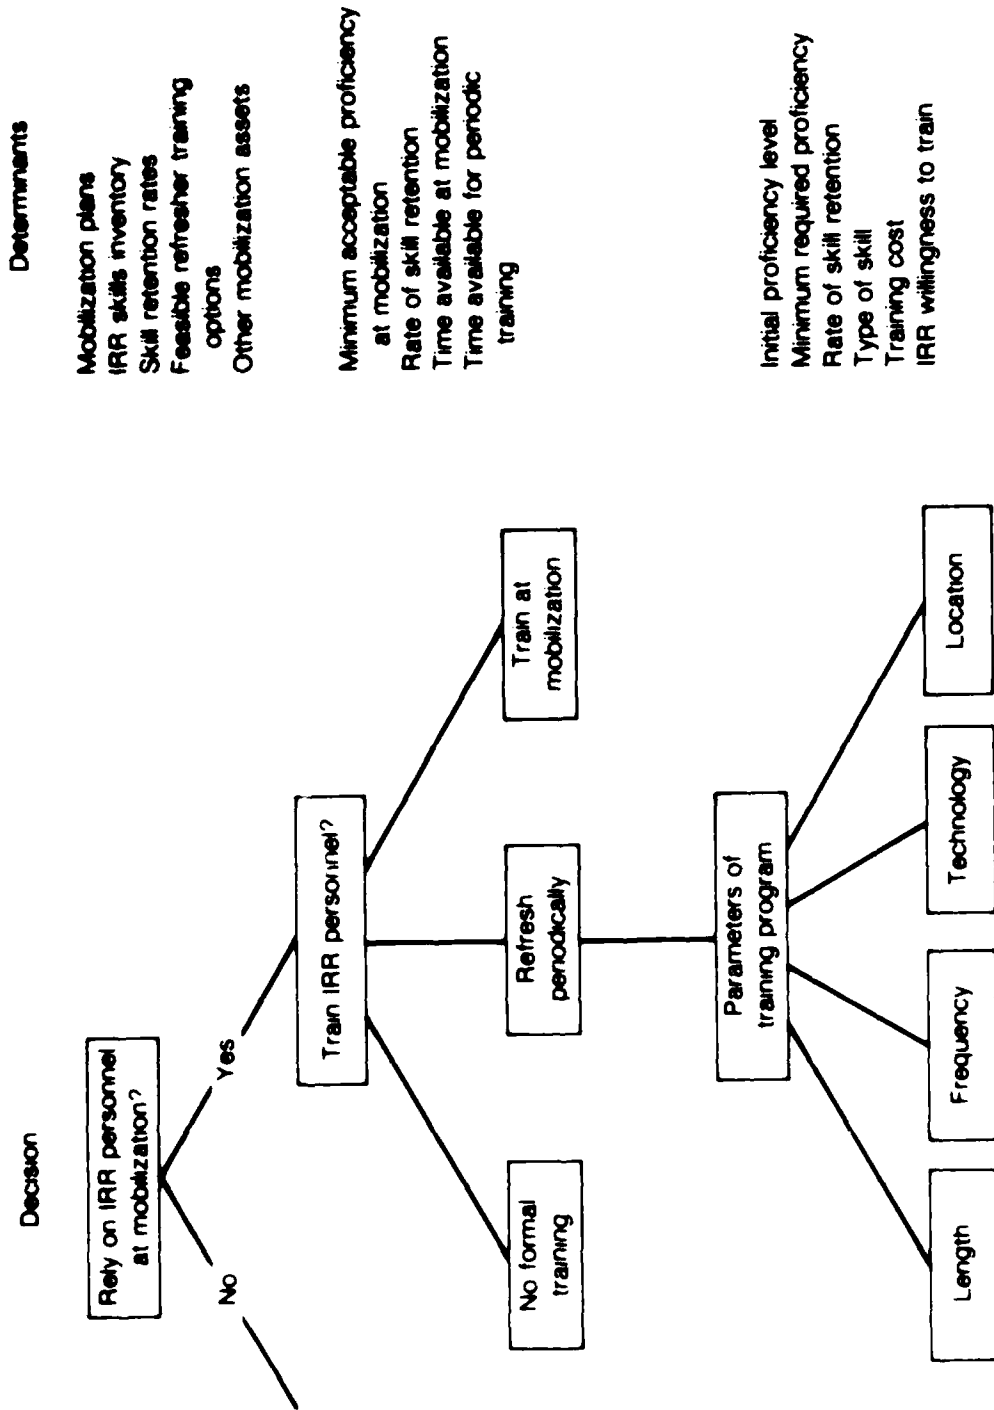 Decision
Determinants
Rely on IRR personnel
at mobilization?
Mobilization plans
IRR skills inventory
Skill retention rates
Feasible refresher training
options
Other mobilization assets
No
Yes
Train IRR personnel?
Minimum acceptable proficiency
at mobilization
Rate of skill retention
Time available at mobilization
Time available for periodic
training
No formal
training
Refresh
periodically
Train at
mobilization
Parameters of
training program
Initial proficiency level
Minimum required proficiency
Rate of skill retention
Type of skill
Training cost
IRR willingness to train
Length
Frequency
Technology
Location